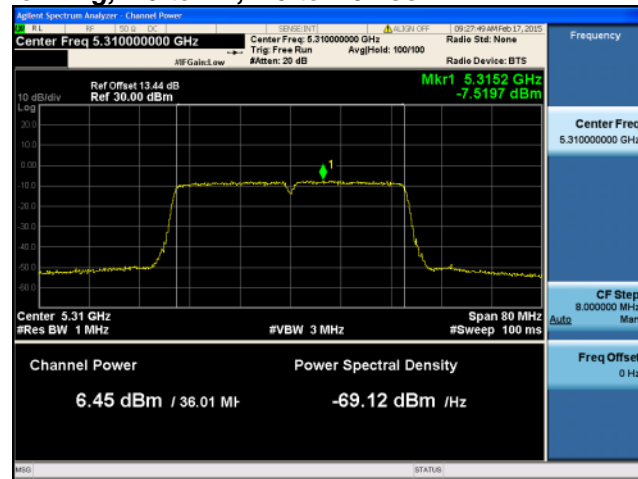 Agilent Spectrum Analyzer - Channel Power
RL RF 50 Ω DC SENSE:INT ALIGN OFF 09:27:49 AM Feb 17, 2015
Center Freq 5.310000000 GHz
Center Freq: 5.310000000 GHz
Radio Std: None
Trig: Free Run Avg|Hold: 100/100
#IFGain:Low #Atten: 20 dB Radio Device: BTS
Frequency
Ref Offset 13.44 dB
10 dB/div Ref 30.00 dBm
Mkr1 5.3152 GHz
-7.5197 dBm
Log
20.0
10.0
0.00
1
-10.0
-20.0
-30.0
-40.0
-50.0
-60.0
Center 5.31 GHz Span 80 MHz
#Res BW 1 MHz #VBW 3 MHz #Sweep 100 ms
Channel Power Power Spectral Density
6.45 dBm / 36.01 MH -69.12 dBm /Hz
Center Freq
5.310000000 GHz
CF Step
8.000000 MHz
Auto Man
Freq Offset
0 Hz
MSG STATUS